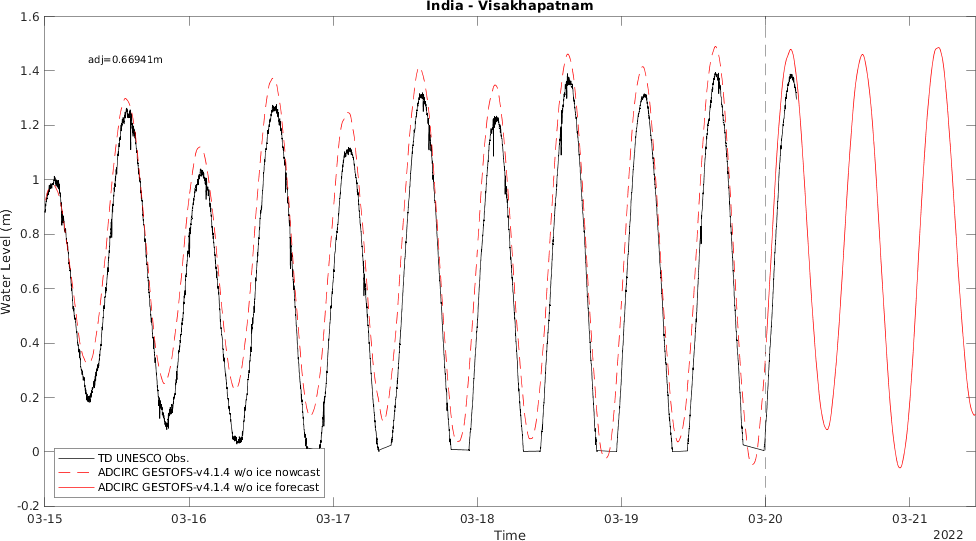 India - Visakhapatnam
adj=0.66941m
1.6
1.4
1.2
1
0.8
0.6
0.4
0.2
0
-0.2
Water Level (m)
TD UNESCO Obs.
ADCIRC GESTOFS-v4.1.4 w/o ice nowcast
ADCIRC GESTOFS-v4.1.4 w/o ice forecast
03-15 03-16 03-17 03-18 03-19 03-20 03-21
Time
2022